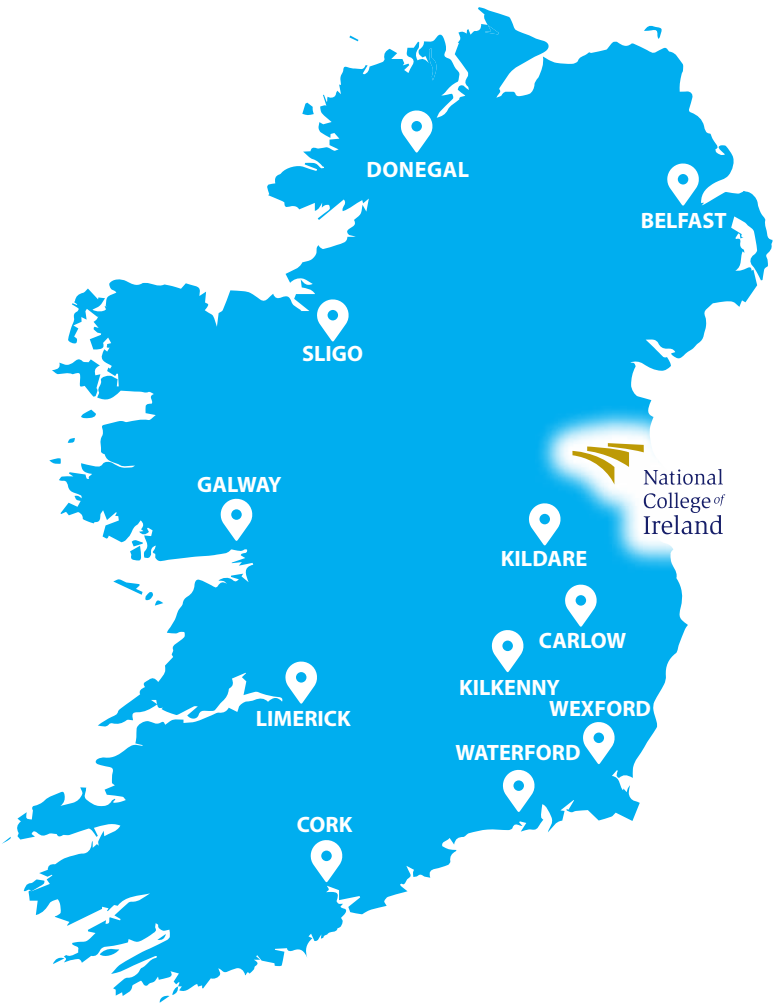 DONEGAL
BELFAST
SLIGO
National
College of
Ireland
GALWAY
KILDARE
CARLOW
KILKENNY
WEXFORD
LIMERICK
WATERFORD
CORK